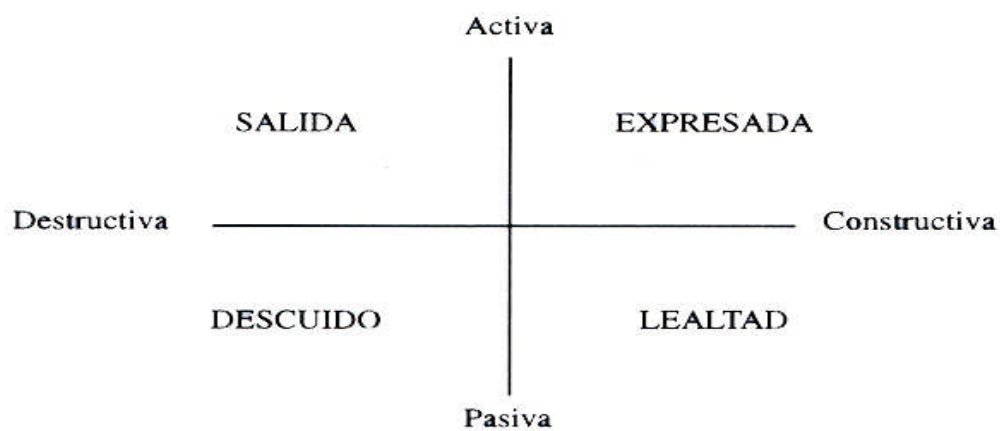 Activa
SALIDA EXPRESADA
Destructiva Constructiva
DESCUIDO LEALTAD
Pasiva